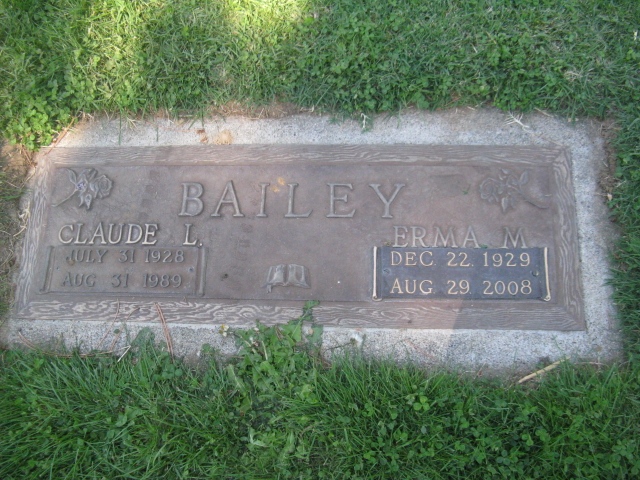 BAILEY
CLAUDE L.
JULY 31 1928
AUG 31 1989
ERMA M
DEC 22, 1929
AUG 29 2008